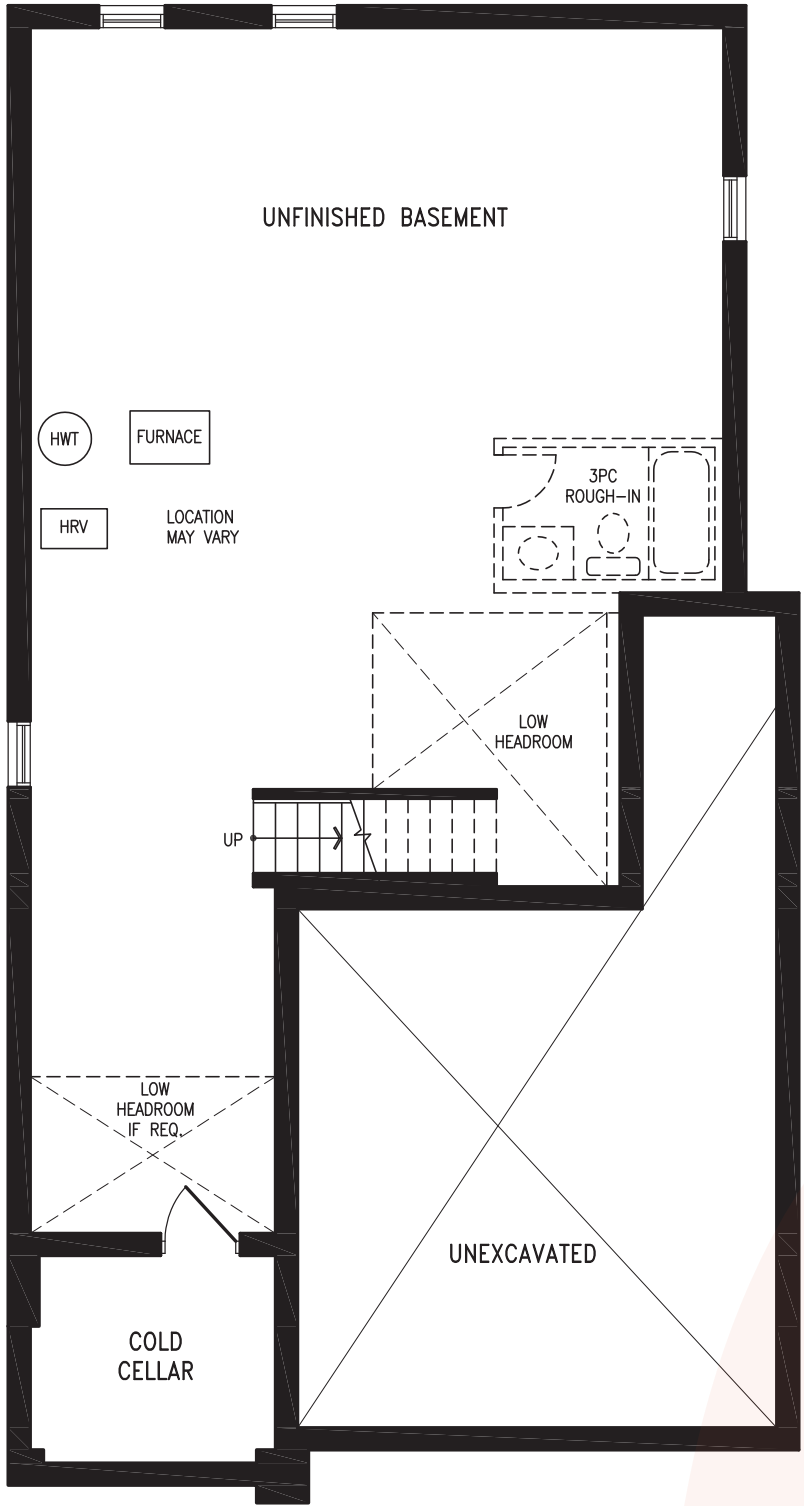 UNFINISHED BASEMENT
HWT
FURNACE
HRV
LOCATION
MAY VARY
3PC
ROUGH-IN
LOW
HEADROOM
UP
LOW
HEADROOM
IF REQ.
UNEXCAVATED
COLD
CELLAR